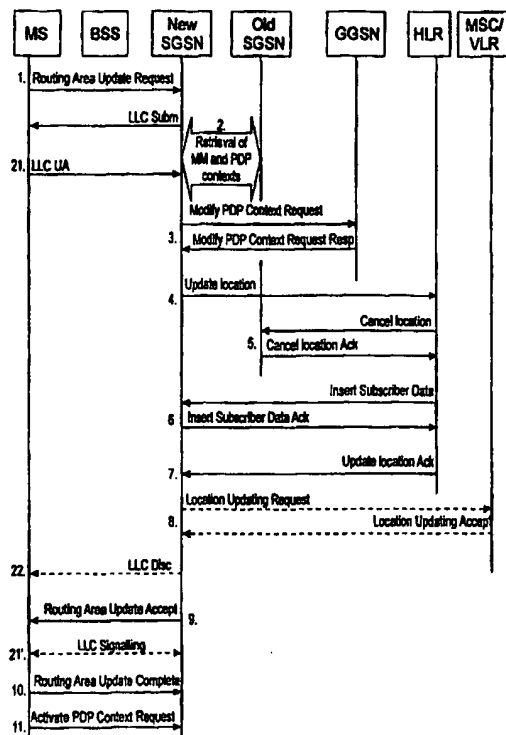 MS
BSS
New
SGSN
Old
SGSN
GGSN
HLR
MSC/
VLR
1. Routing Area Update Request
LLC Subm
2.
Retrieval of
MM and PDP
contexts
21. LLC UA
Modify PDP Context Request
3. Modify PDP Context Request Resp
Update location
4.
Cancel location
5. Cancel location Ack
Insert Subscriber Data
6 Insert Subscriber Data Ack
Update location Ack
7.
Location Updating Request
8. Location Updating Accept
22. LLC Disc
Routing Area Update Accept 9.
21'. LLC Signalling
10. Routing Area Update Complete
11. Activate PDP Context Request